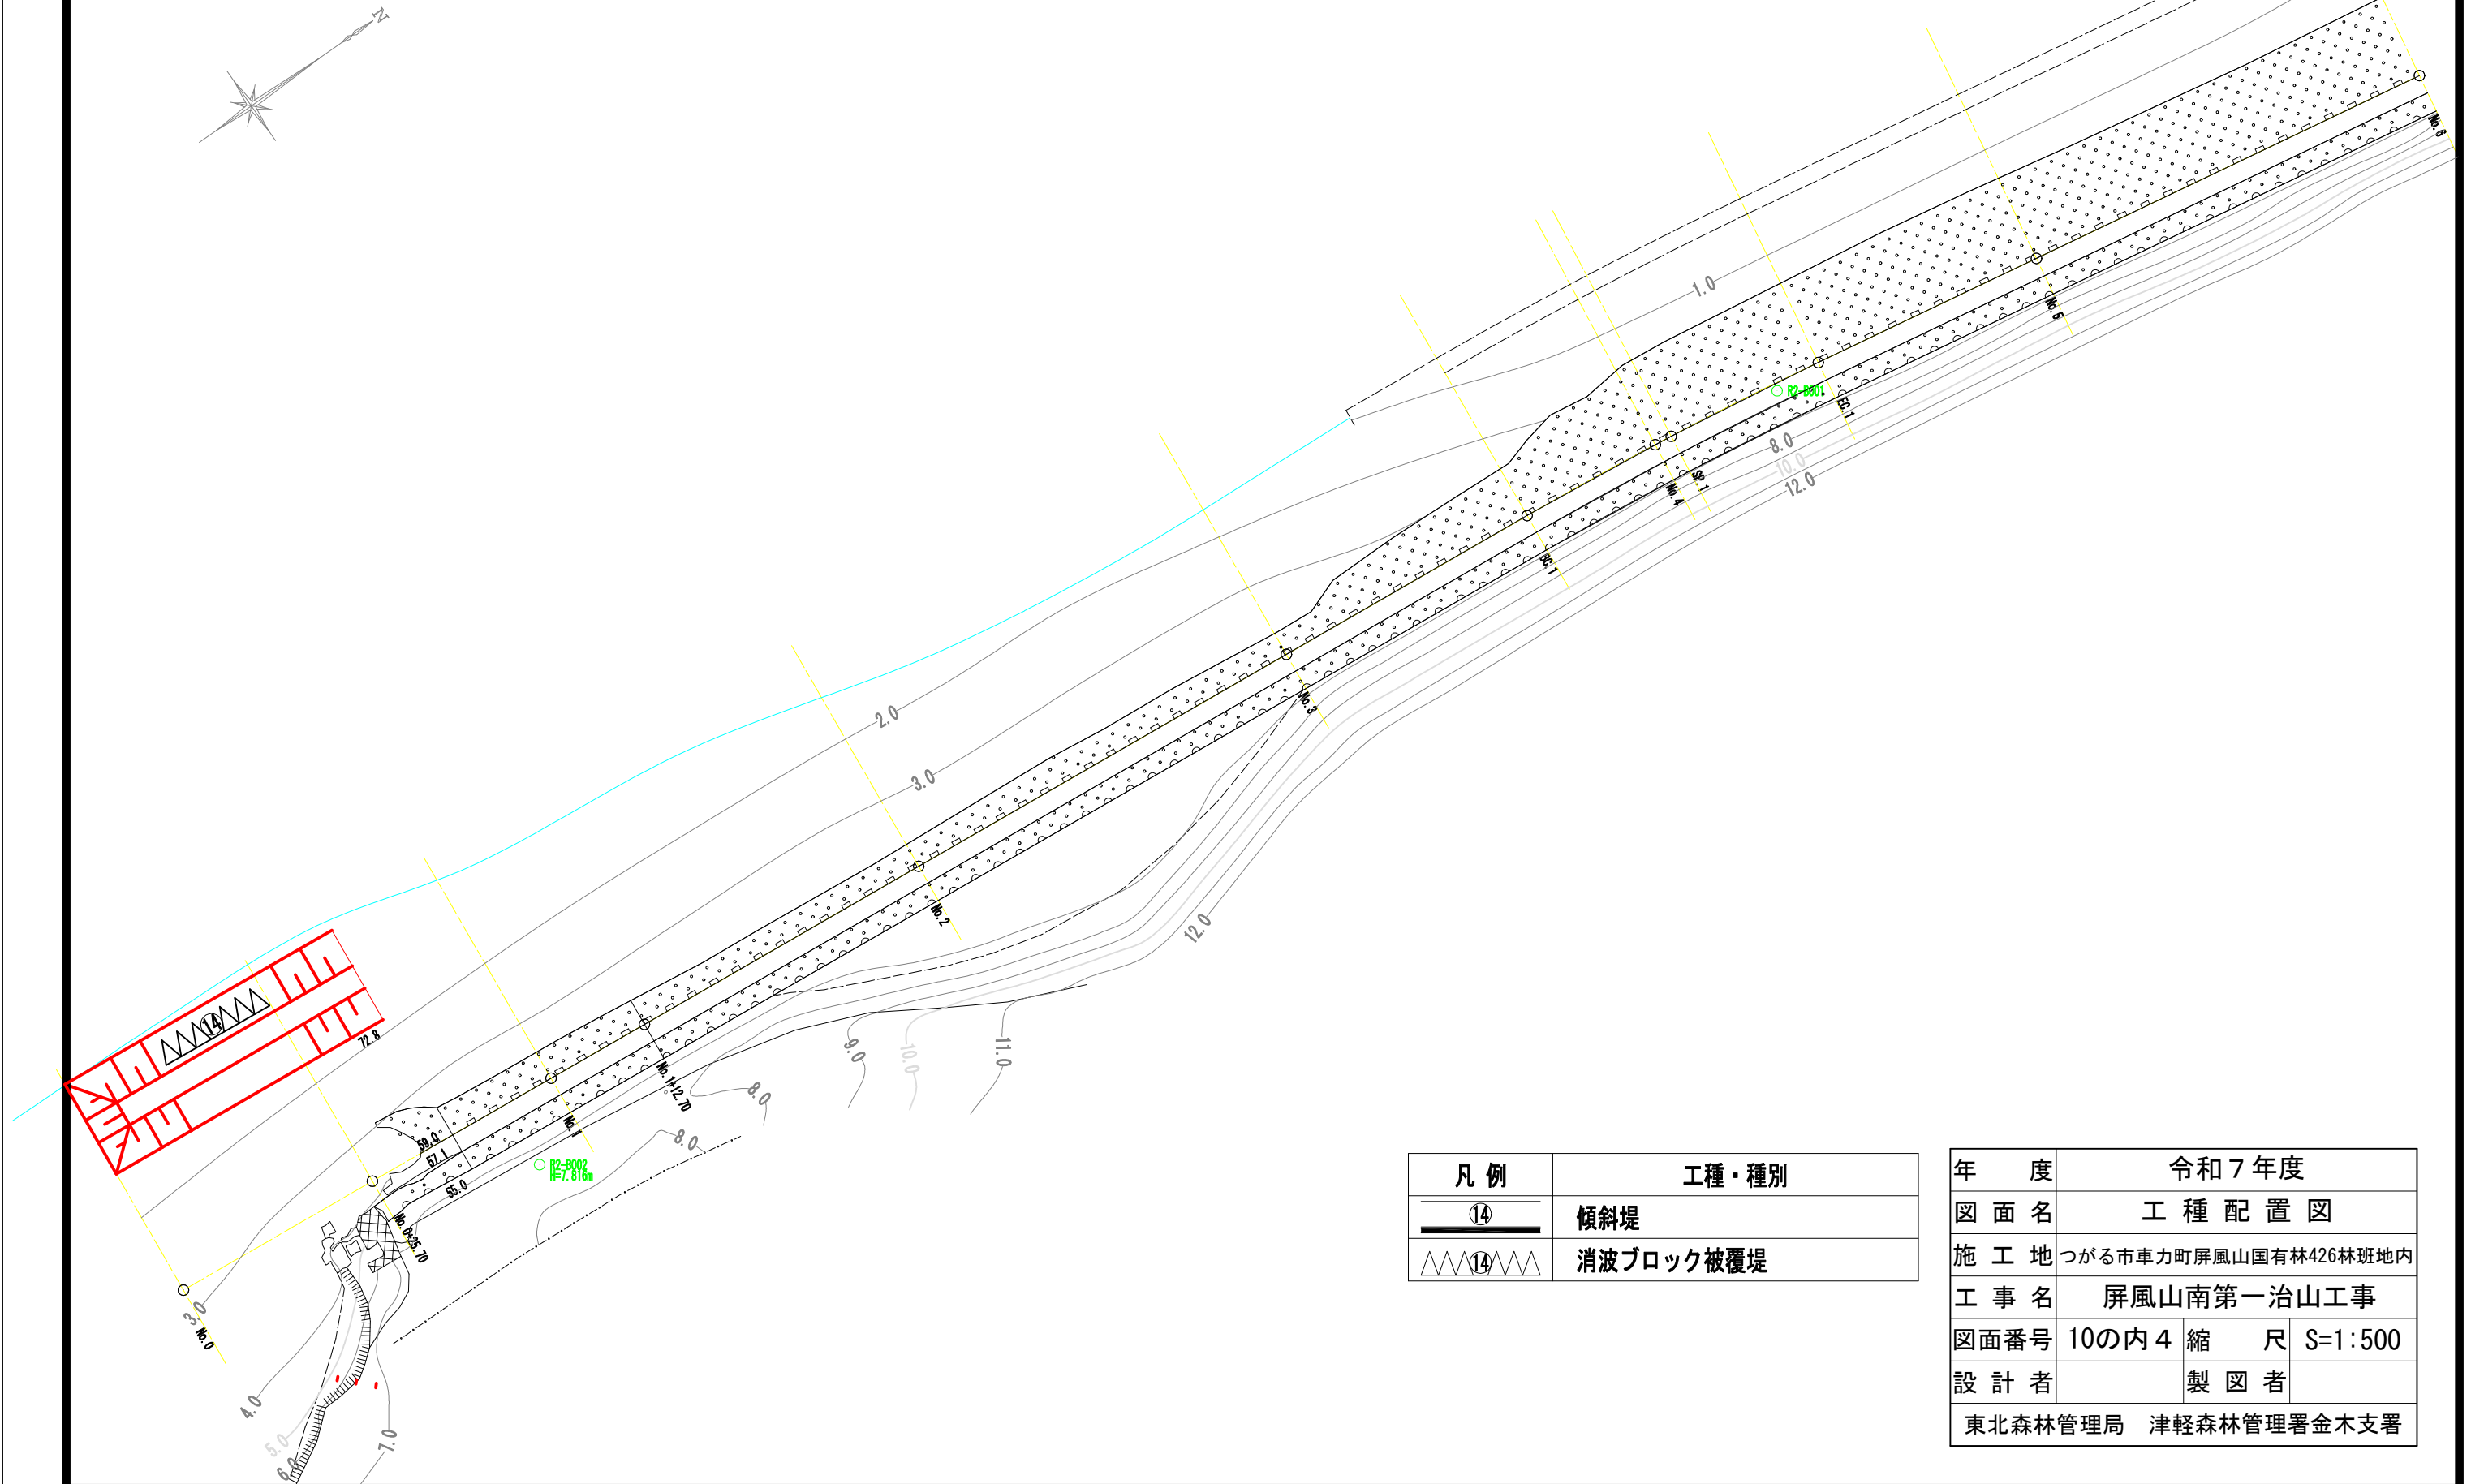 N
1.0
No.6
No.5
R2-B001
EC.1
8.0
10.0
12.0
SP.1
No.4
BC.1
No.3
2.0
3.0
No.2
12.0
14
72.8
9.0
10.0
11.0
No.1+12.70
8.0
No.1
8.0
59.0
57.1
55.0
R2-B002
H=7.816m
No.0+25.70
3.0
No.0
4.0
5.0
6.0
7.0
凡 例 工種・種別
14 傾斜堤
14 消波ブロック被覆堤
年 度 令和7年度
図 面 名 工 種 配 置 図
施 工 地 つがる市車力町屏風山国有林426林班地内
工 事 名 屏風山南第一治山工事
図面番号 10の内4 縮 尺 S=1:500
設 計 者 製 図 者
東北森林管理局 津軽森林管理署金木支署